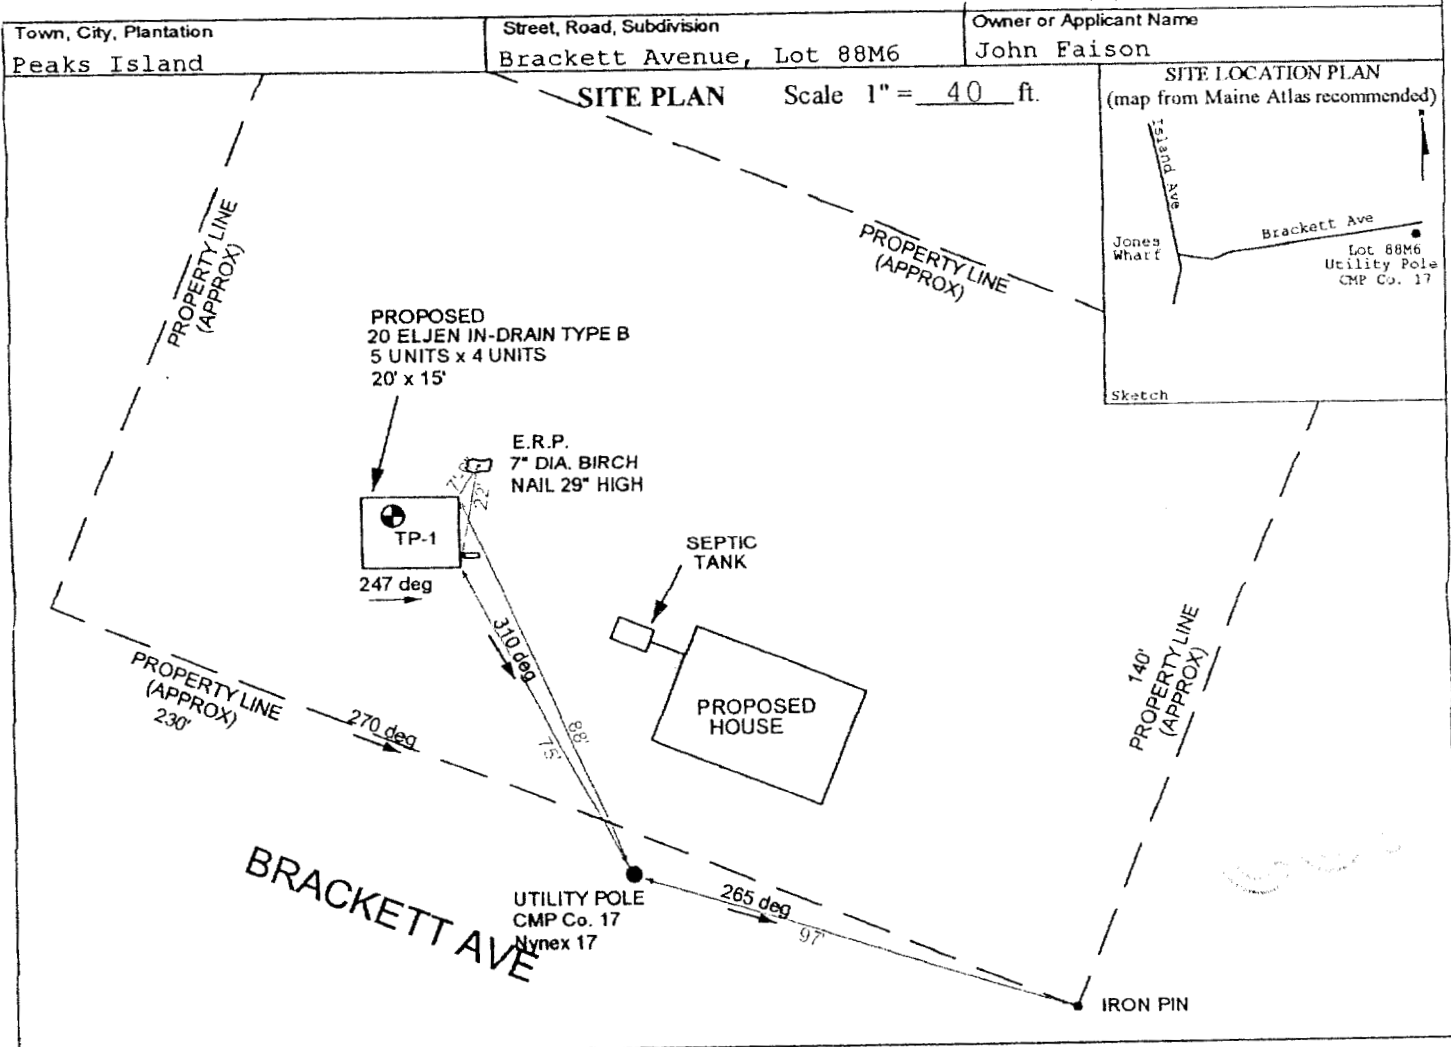 Town, City, Plantation
Peaks Island
Street, Road, Subdivision
Brackett Avenue, Lot 88M6
Owner or Applicant Name
John Faison
SITE PLAN Scale 1" = 40 ft.
SITE LOCATION PLAN
(map from Maine Atlas recommended)
Island Ave
Jones
Wharf
Brackett Ave
Lot 88M6
Utility Pole
CMP Co. 17
Sketch
PROPERTY LINE
(APPROX)
PROPERTY LINE
(APPROX)
PROPOSED
20 ELJEN IN-DRAIN TYPE B
5 UNITS x 4 UNITS
20' x 15'
E.R.P.
7" DIA. BIRCH
NAIL 29" HIGH
22'
TP-1
247 deg
SEPTIC
TANK
310 deg
PROPOSED
HOUSE
88'
75'
140'
PROPERTY LINE
(APPROX)
PROPERTY LINE
(APPROX)
230'
270 deg
BRACKETT AVE
UTILITY POLE
CMP Co. 17
Nynex 17
265 deg
97'
IRON PIN